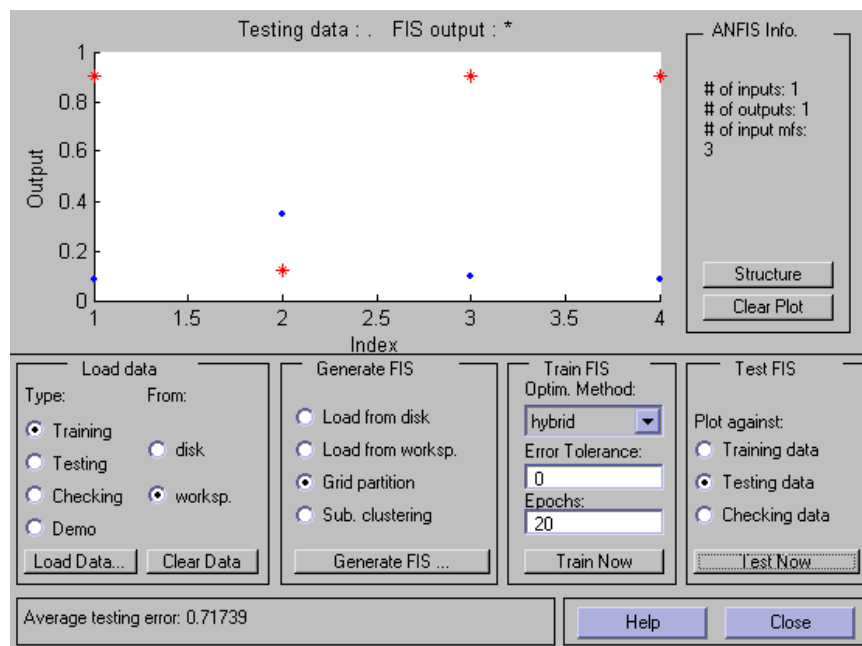 Testing data : .   FIS output : *
1
0.8
0.6
0.4
0.2
0
Output
1
1.5
2
2.5
3
3.5
4
Index
ANFIS Info.
# of inputs: 1
# of outputs: 1
# of input mfs:
3
Structure
Clear Plot
Load data
Type:
From:
Training
Testing
Checking
Demo
disk
worksp.
Load Data...
Clear Data
Generate FIS
Load from disk
Load from worksp.
Grid partition
Sub. clustering
Generate FIS ...
Train FIS
Optim. Method:
hybrid
Error Tolerance:
0
Epochs:
20
Train Now
Test FIS
Plot against:
Training data
Testing data
Checking data
Test Now
Average testing error: 0.71739
Help
Close